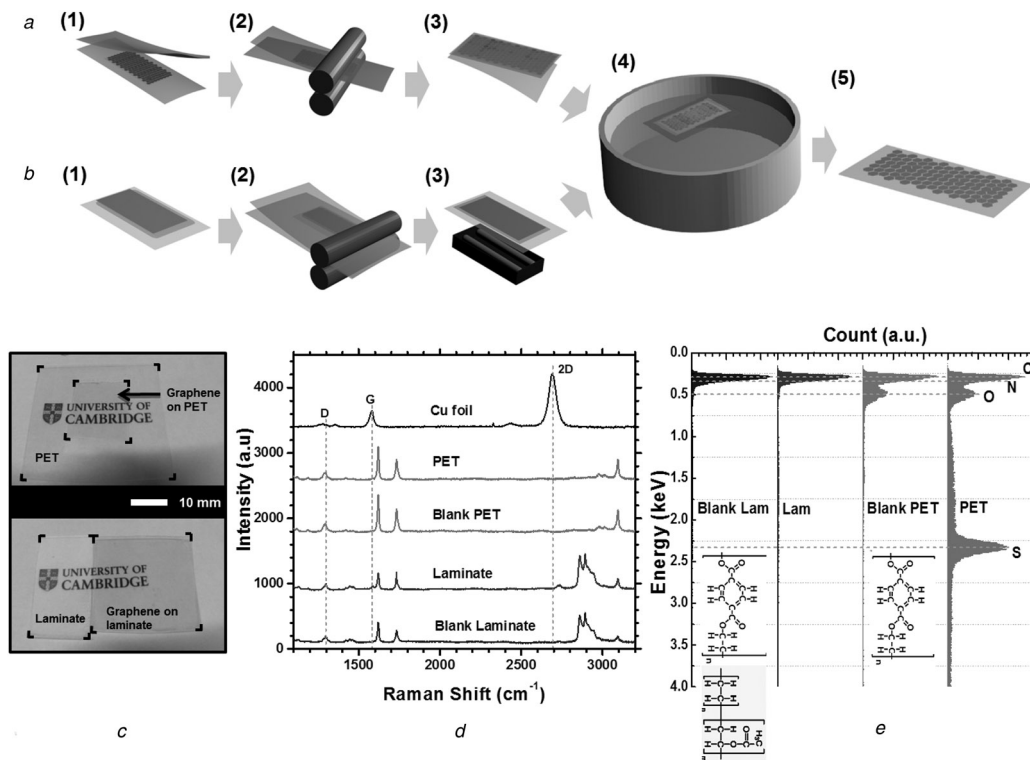 a
(1)
(2)
(3)
(4)
(5)
b
(1)
(2)
(3)
Graphene
on PET
UNIVERSITY OF
CAMBRIDGE
PET
10 mm
UNIVERSITY OF
CAMBRIDGE
Laminate
Graphene on
laminate
c
Intensity (a.u)
4000
3000
2000
1000
0
D
G
2D
Cu foil
PET
Blank PET
Laminate
Blank Laminate
1500
2000
2500
3000
Raman Shift (cm⁻¹)
d
Count (a.u.)
Energy (keV)
0.0
0.5
1.0
1.5
2.0
2.5
3.0
3.5
4.0
C
N
O
S
Blank Lam
Lam
Blank PET
PET
e